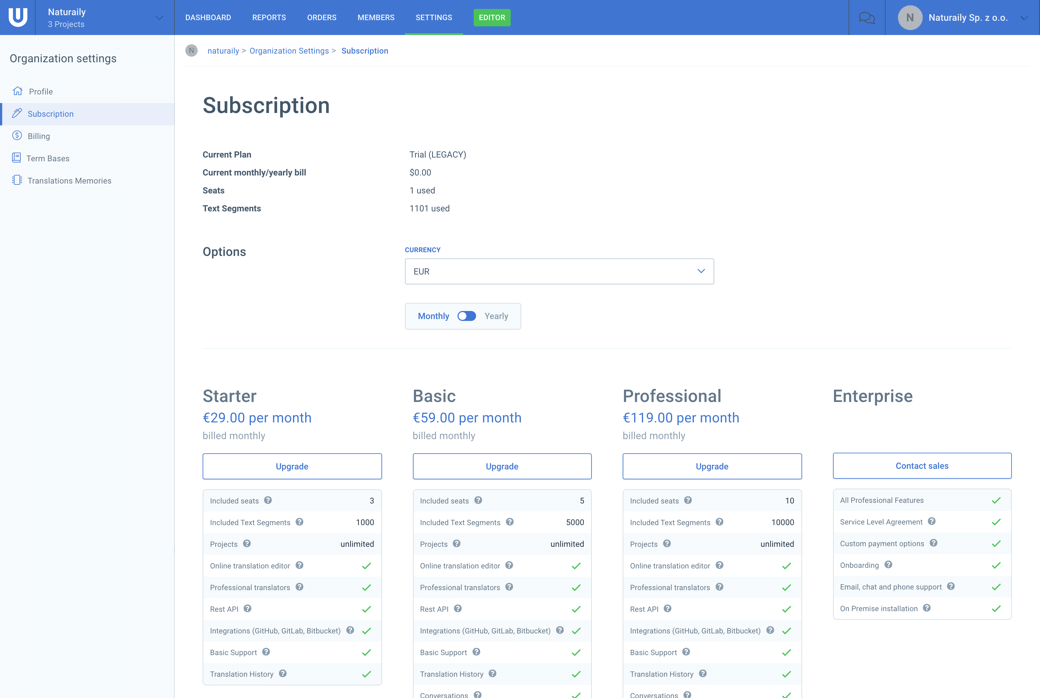 Naturaily
3 Projects
DASHBOARD
REPORTS
ORDERS
MEMBERS
SETTINGS
EDITOR
N
Naturaily Sp. z o.o.
Organization settings
Profile
Subscription
Billing
Term Bases
Translations Memories
N
naturaily > Organization Settings > Subscription
Subscription
Current Plan
Trial (LEGACY)
Current monthly/yearly bill
$0.00
Seats
1 used
Text Segments
1101 used
Options
CURRENCY
EUR
Monthly
Yearly
Starter
€29.00 per month
billed monthly
Upgrade
Included seats ? 3
Included Text Segments ? 1000
Projects ? unlimited
Online translation editor ?
Professional translators ?
Rest API ?
Integrations (GitHub, GitLab, Bitbucket) ?
Basic Support ?
Translation History ?
Basic
€59.00 per month
billed monthly
Upgrade
Included seats ? 5
Included Text Segments ? 5000
Projects ? unlimited
Online translation editor ?
Professional translators ?
Rest API ?
Integrations (GitHub, GitLab, Bitbucket) ?
Basic Support ?
Translation History ?
Conversations ?
Professional
€119.00 per month
billed monthly
Upgrade
Included seats ? 10
Included Text Segments ? 10000
Projects ? unlimited
Online translation editor ?
Professional translators ?
Rest API ?
Integrations (GitHub, GitLab, Bitbucket) ?
Basic Support ?
Translation History ?
Conversations ?
Enterprise
Contact sales
All Professional Features
Service Level Agreement ?
Custom payment options ?
Onboarding ?
Email, chat and phone support ?
On Premise installation ?